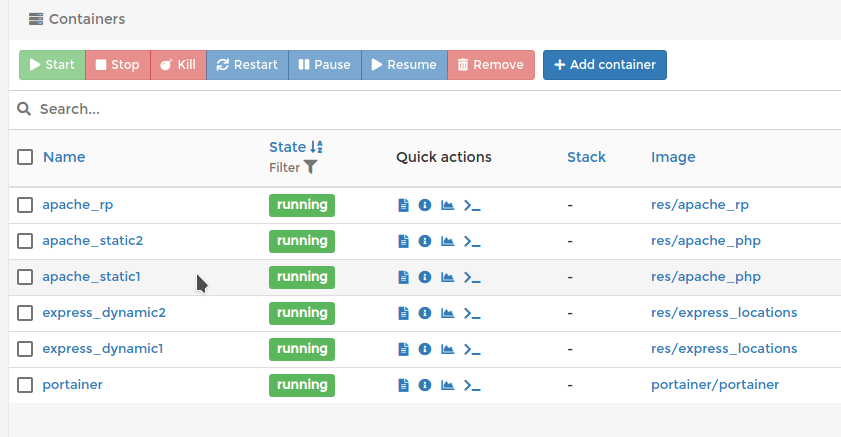 Containers
Start Stop Kill Restart Pause Resume Remove Add container
Search...
Name State Filter Quick actions Stack Image
apache_rp running - res/apache_rp
apache_static2 running - res/apache_php
apache_static1 running - res/apache_php
express_dynamic2 running - res/express_locations
express_dynamic1 running - res/express_locations
portainer running - portainer/portainer